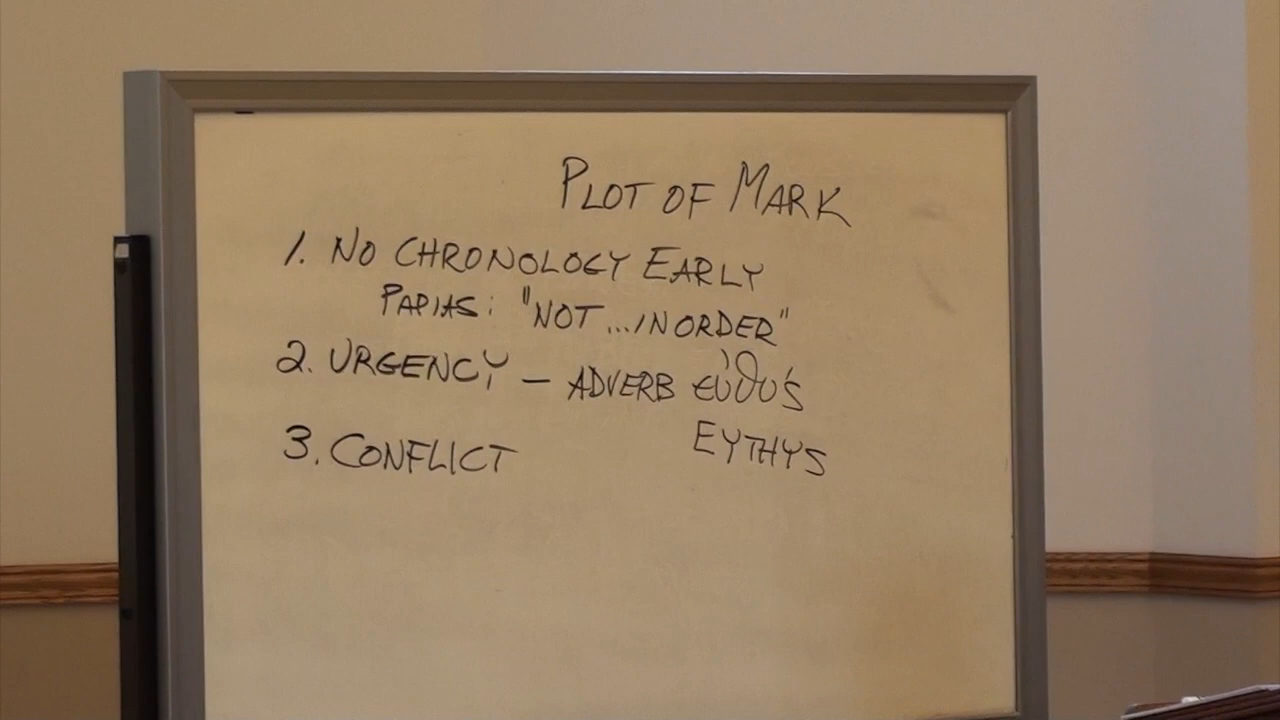 PLOT OF MARK
1. NO CHRONOLOGY EARLY
PAPIAS: "NOT ... IN ORDER"
2. URGENCY — ADVERB εὐθύς
EYTHYS
3. CONFLICT